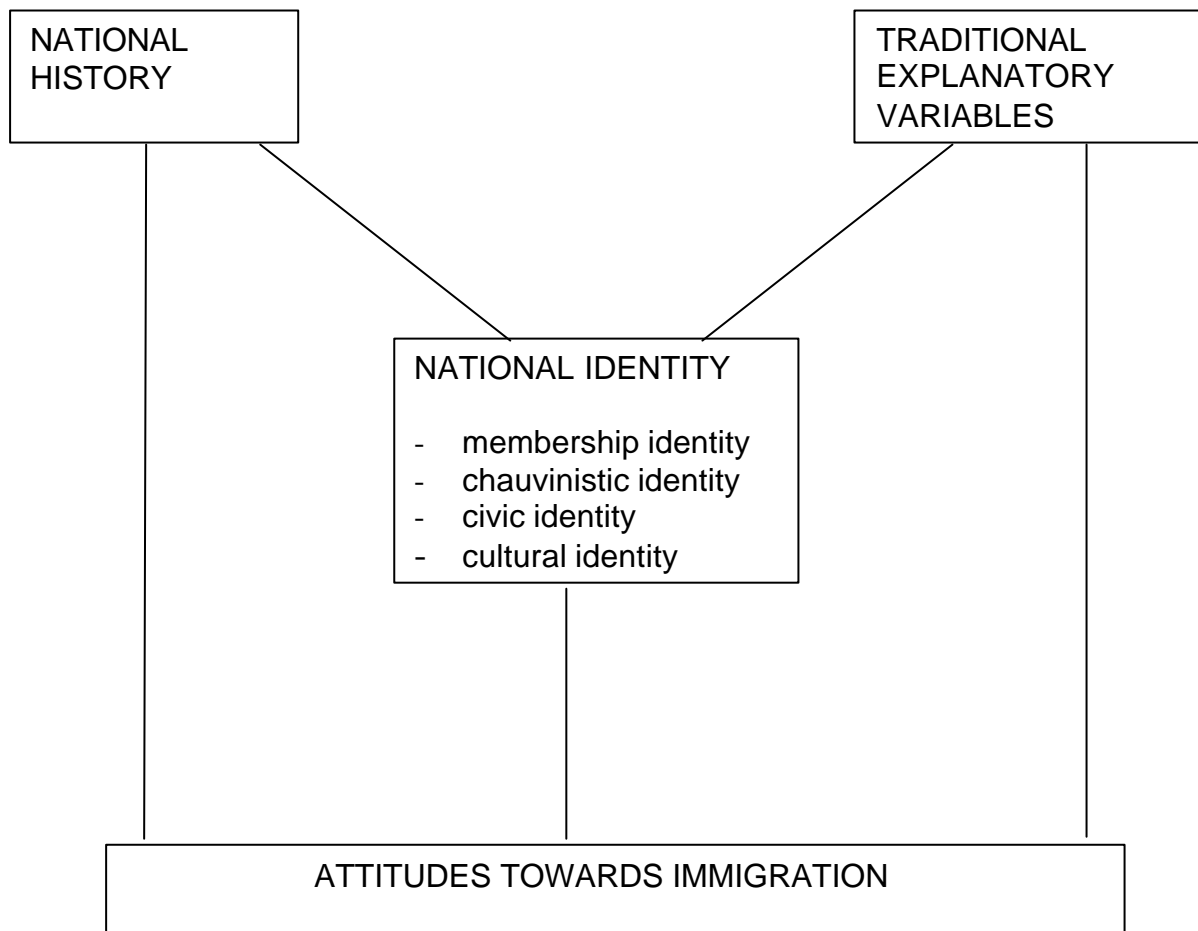 NATIONAL
HISTORY
TRADITIONAL
EXPLANATORY
VARIABLES
NATIONAL IDENTITY
- membership identity
- chauvinistic identity
- civic identity
- cultural identity
ATTITUDES TOWARDS IMMIGRATION